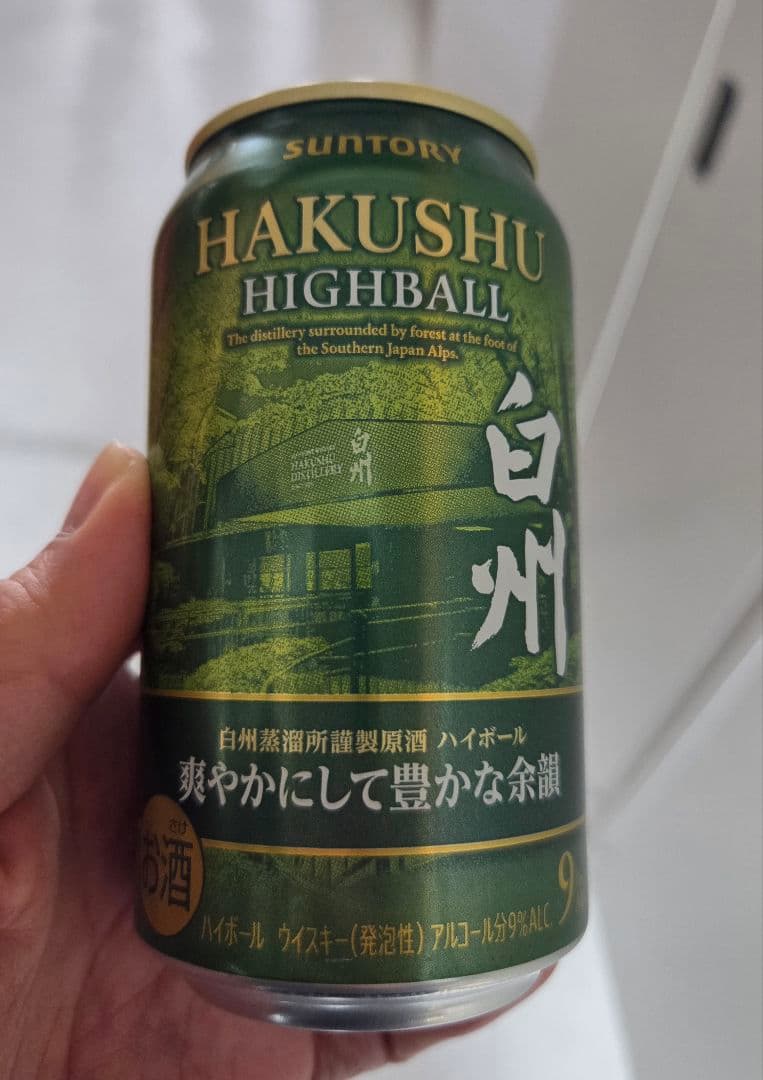 SUNTORY
HAKUSHU
HIGHBALL
The distillery surrounded by forest at the foot of
the Southern Japan Alps.
白州
HAKUSHU
DISTILLERY
白州
白州蒸溜所謹製原酒 ハイボール
爽やかにして豊かな余韻
さけ
お酒
ハイボール ウイスキー(発泡性) アルコール分9%ALC.
9